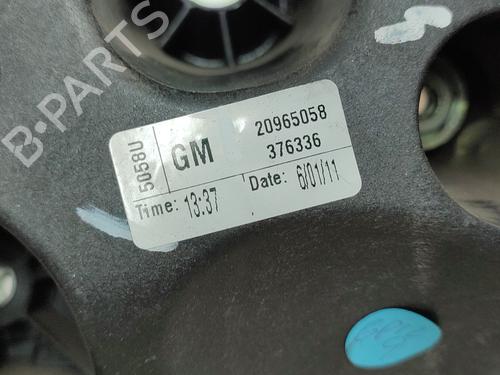 B-PARTS
5058U
GM
20965058
376336
Time: 13:37
Date: 6/01/11